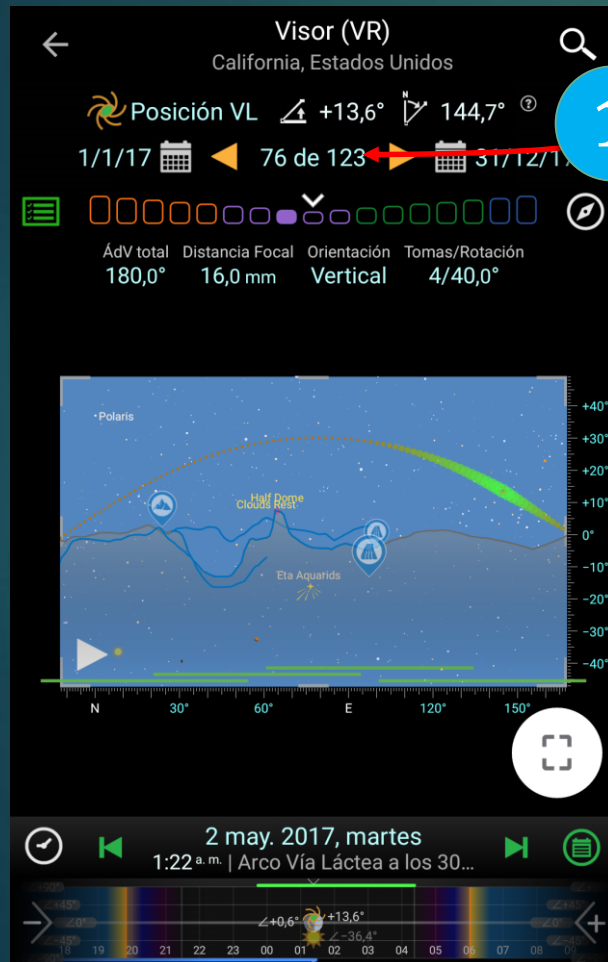 Visor (VR)
California, Estados Unidos
Posición VL +13,6° N 144,7° ?
1/1/17 76 de 123 31/12/17
ÁdV total Distancia Focal Orientación Tomas/Rotación
180,0° 16,0 mm Vertical 4/40,0°
Polaris
+40°
+30°
+20°
+10°
0°
-10°
-20°
-30°
-40°
Half Dome
Clouds Rest
Eta Aquarids
N 30° 60° E 120° 150°
2 may. 2017, martes
1:22 a. m. | Arco Vía Láctea a los 30...
∠+0,6° +13,6°
∠−36,4°
18 19 20 21 22 23 00 01 02 03 04 05 06 07 08 09